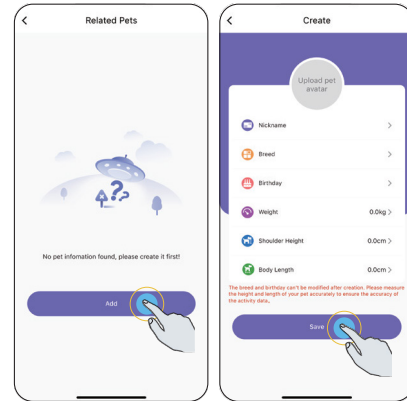 Related Pets
No pet infomation found, please create it first!
Add
Create
Upload pet
avatar
Nickname
Breed
Birthday
Weight 0.0kg
Shoulder Height 0.0cm
Body Length 0.0cm
The breed and birthday can't be modified after creation. Please measure
the height and length of your pet accurately to ensure the accuracy of
the activity data..
Save